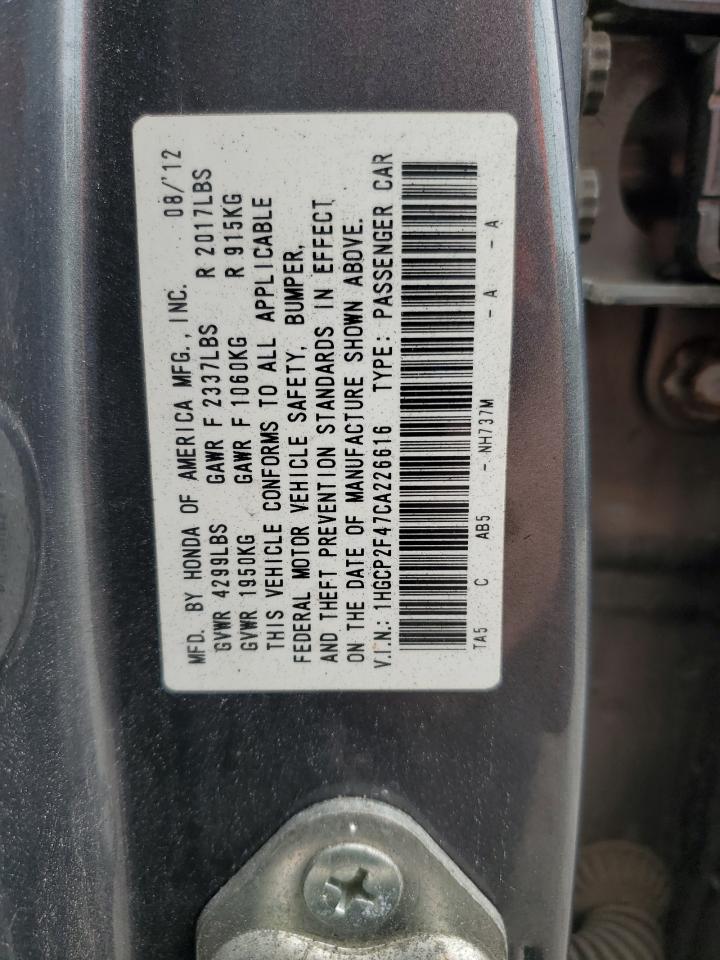 MFD. BY HONDA OF AMERICA MFG., INC. 08/'12
GVWR 4299LBS GAWR F 2337LBS R 2017LBS
GVWR 1950KG GAWR F 1060KG R 915KG
THIS VEHICLE CONFORMS TO ALL APPLICABLE
FEDERAL MOTOR VEHICLE SAFETY, BUMPER,
AND THEFT PREVENTION STANDARDS IN EFFECT
ON THE DATE OF MANUFACTURE SHOWN ABOVE.
V.I.N.: 1HGCP2F47CA226616 TYPE: PASSENGER CAR
TA5 C AB5 - NH737M - A - A